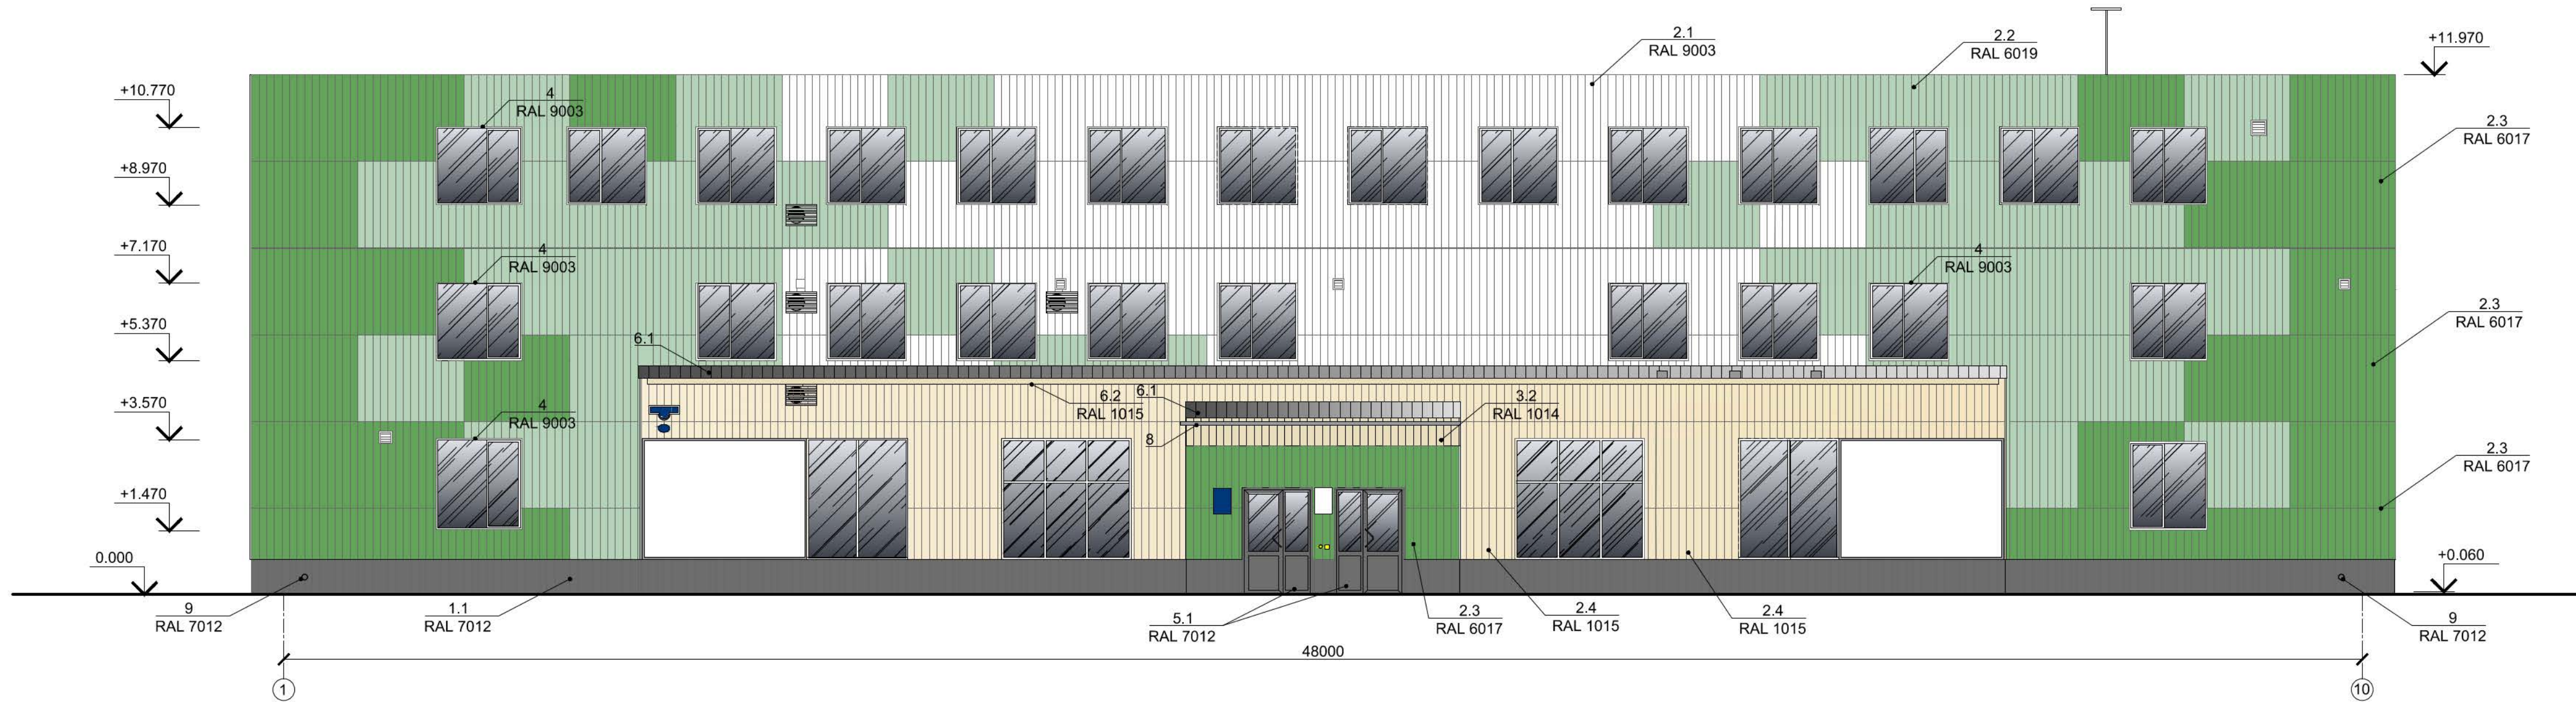 2.1
RAL 9003
2.2
RAL 6019
+11.970
+10.770
4
RAL 9003
2.3
RAL 6017
+8.970
+7.170
4
RAL 9003
4
RAL 9003
+5.370
2.3
RAL 6017
6.1
+3.570
4
RAL 9003
6.2
RAL 1015
6.1
3.2
RAL 1014
8
2.3
RAL 6017
+1.470
0.000
+0.060
9
RAL 7012
1.1
RAL 7012
5.1
RAL 7012
2.3
RAL 6017
2.4
RAL 1015
2.4
RAL 1015
9
RAL 7012
48000
1
10